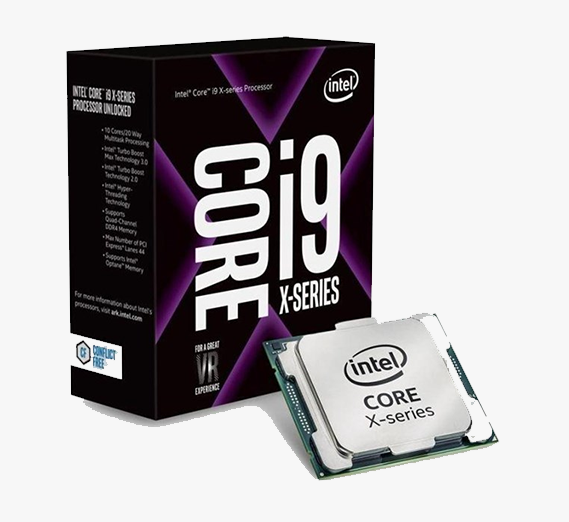 INTEL® CORE™ i9 X-SERIES
PROCESSOR UNLOCKED
• 10 Cores/20 Way
Multitask Processing
• Intel® Turbo Boost
Max Technology 3.0
• Intel® Turbo Boost
Technology 2.0
• Intel® Hyper-
Threading
Technology
• Supports
Quad-Channel
DDR4 Memory
• Max Number of PCI
Express® Lanes 44
• Supports Intel®
Optane™ Memory
For more information about Intel's
processors, visit ark.intel.com
CF CONFLICT
FREE
Intel® Core™ i9 X-series Processor
intel®
CORE i9
X-SERIES
FOR A GREAT
VR
EXPERIENCE
intel®
CORE
X-series